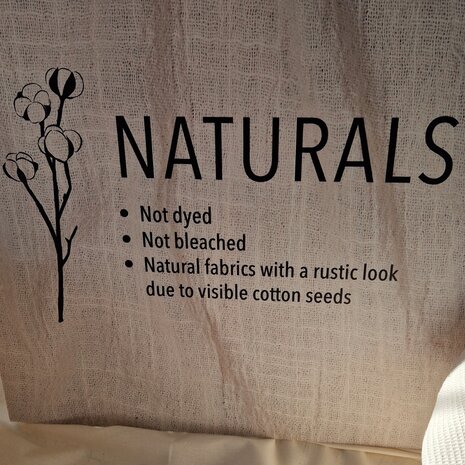 NATURALS
• Not dyed
• Not bleached
• Natural fabrics with a rustic look
due to visible cotton seeds